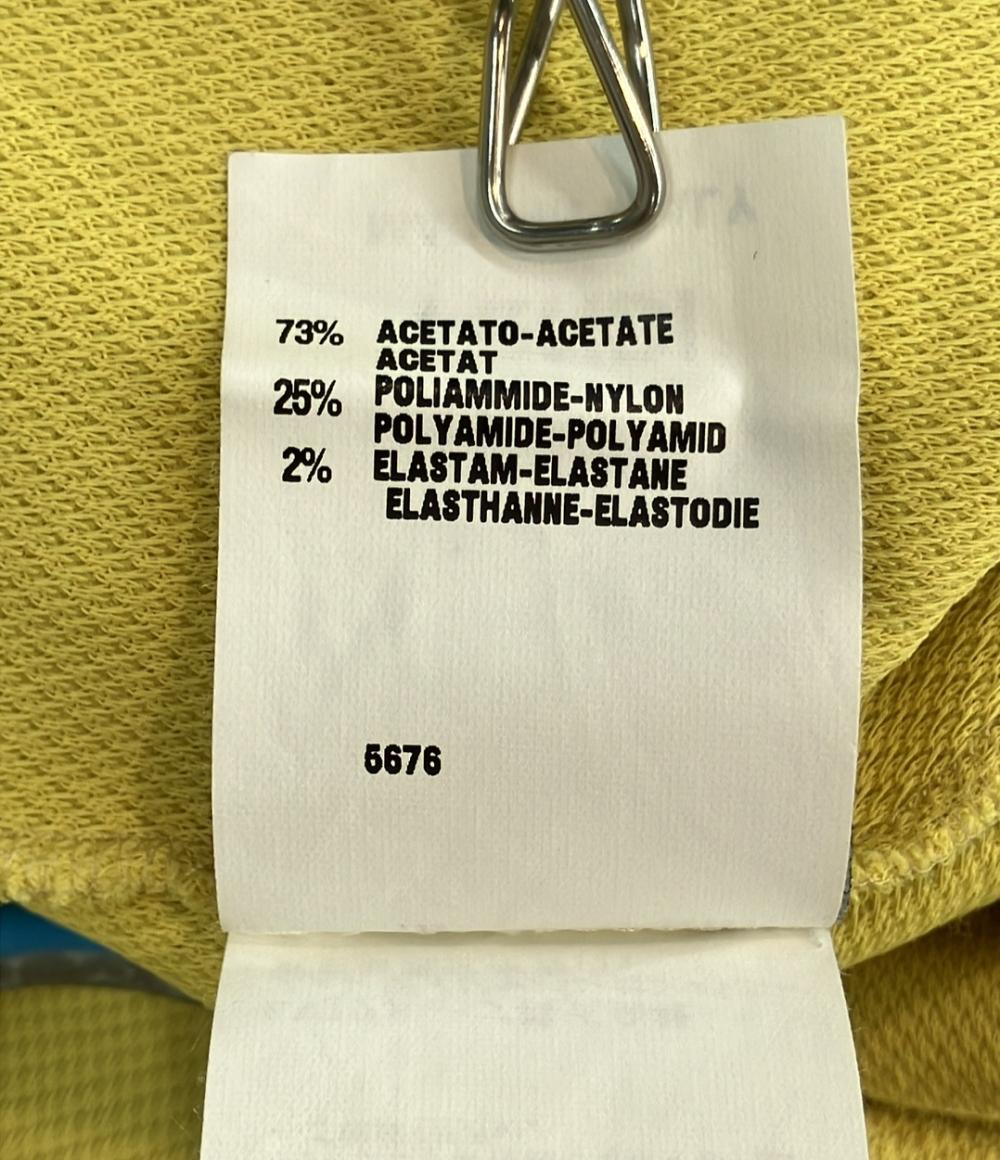 73% ACETATO-ACETATE
ACETAT
25% POLIAMMIDE-NYLON
POLYAMIDE-POLYAMID
2% ELASTAM-ELASTANE
ELASTHANNE-ELASTODIE
5676